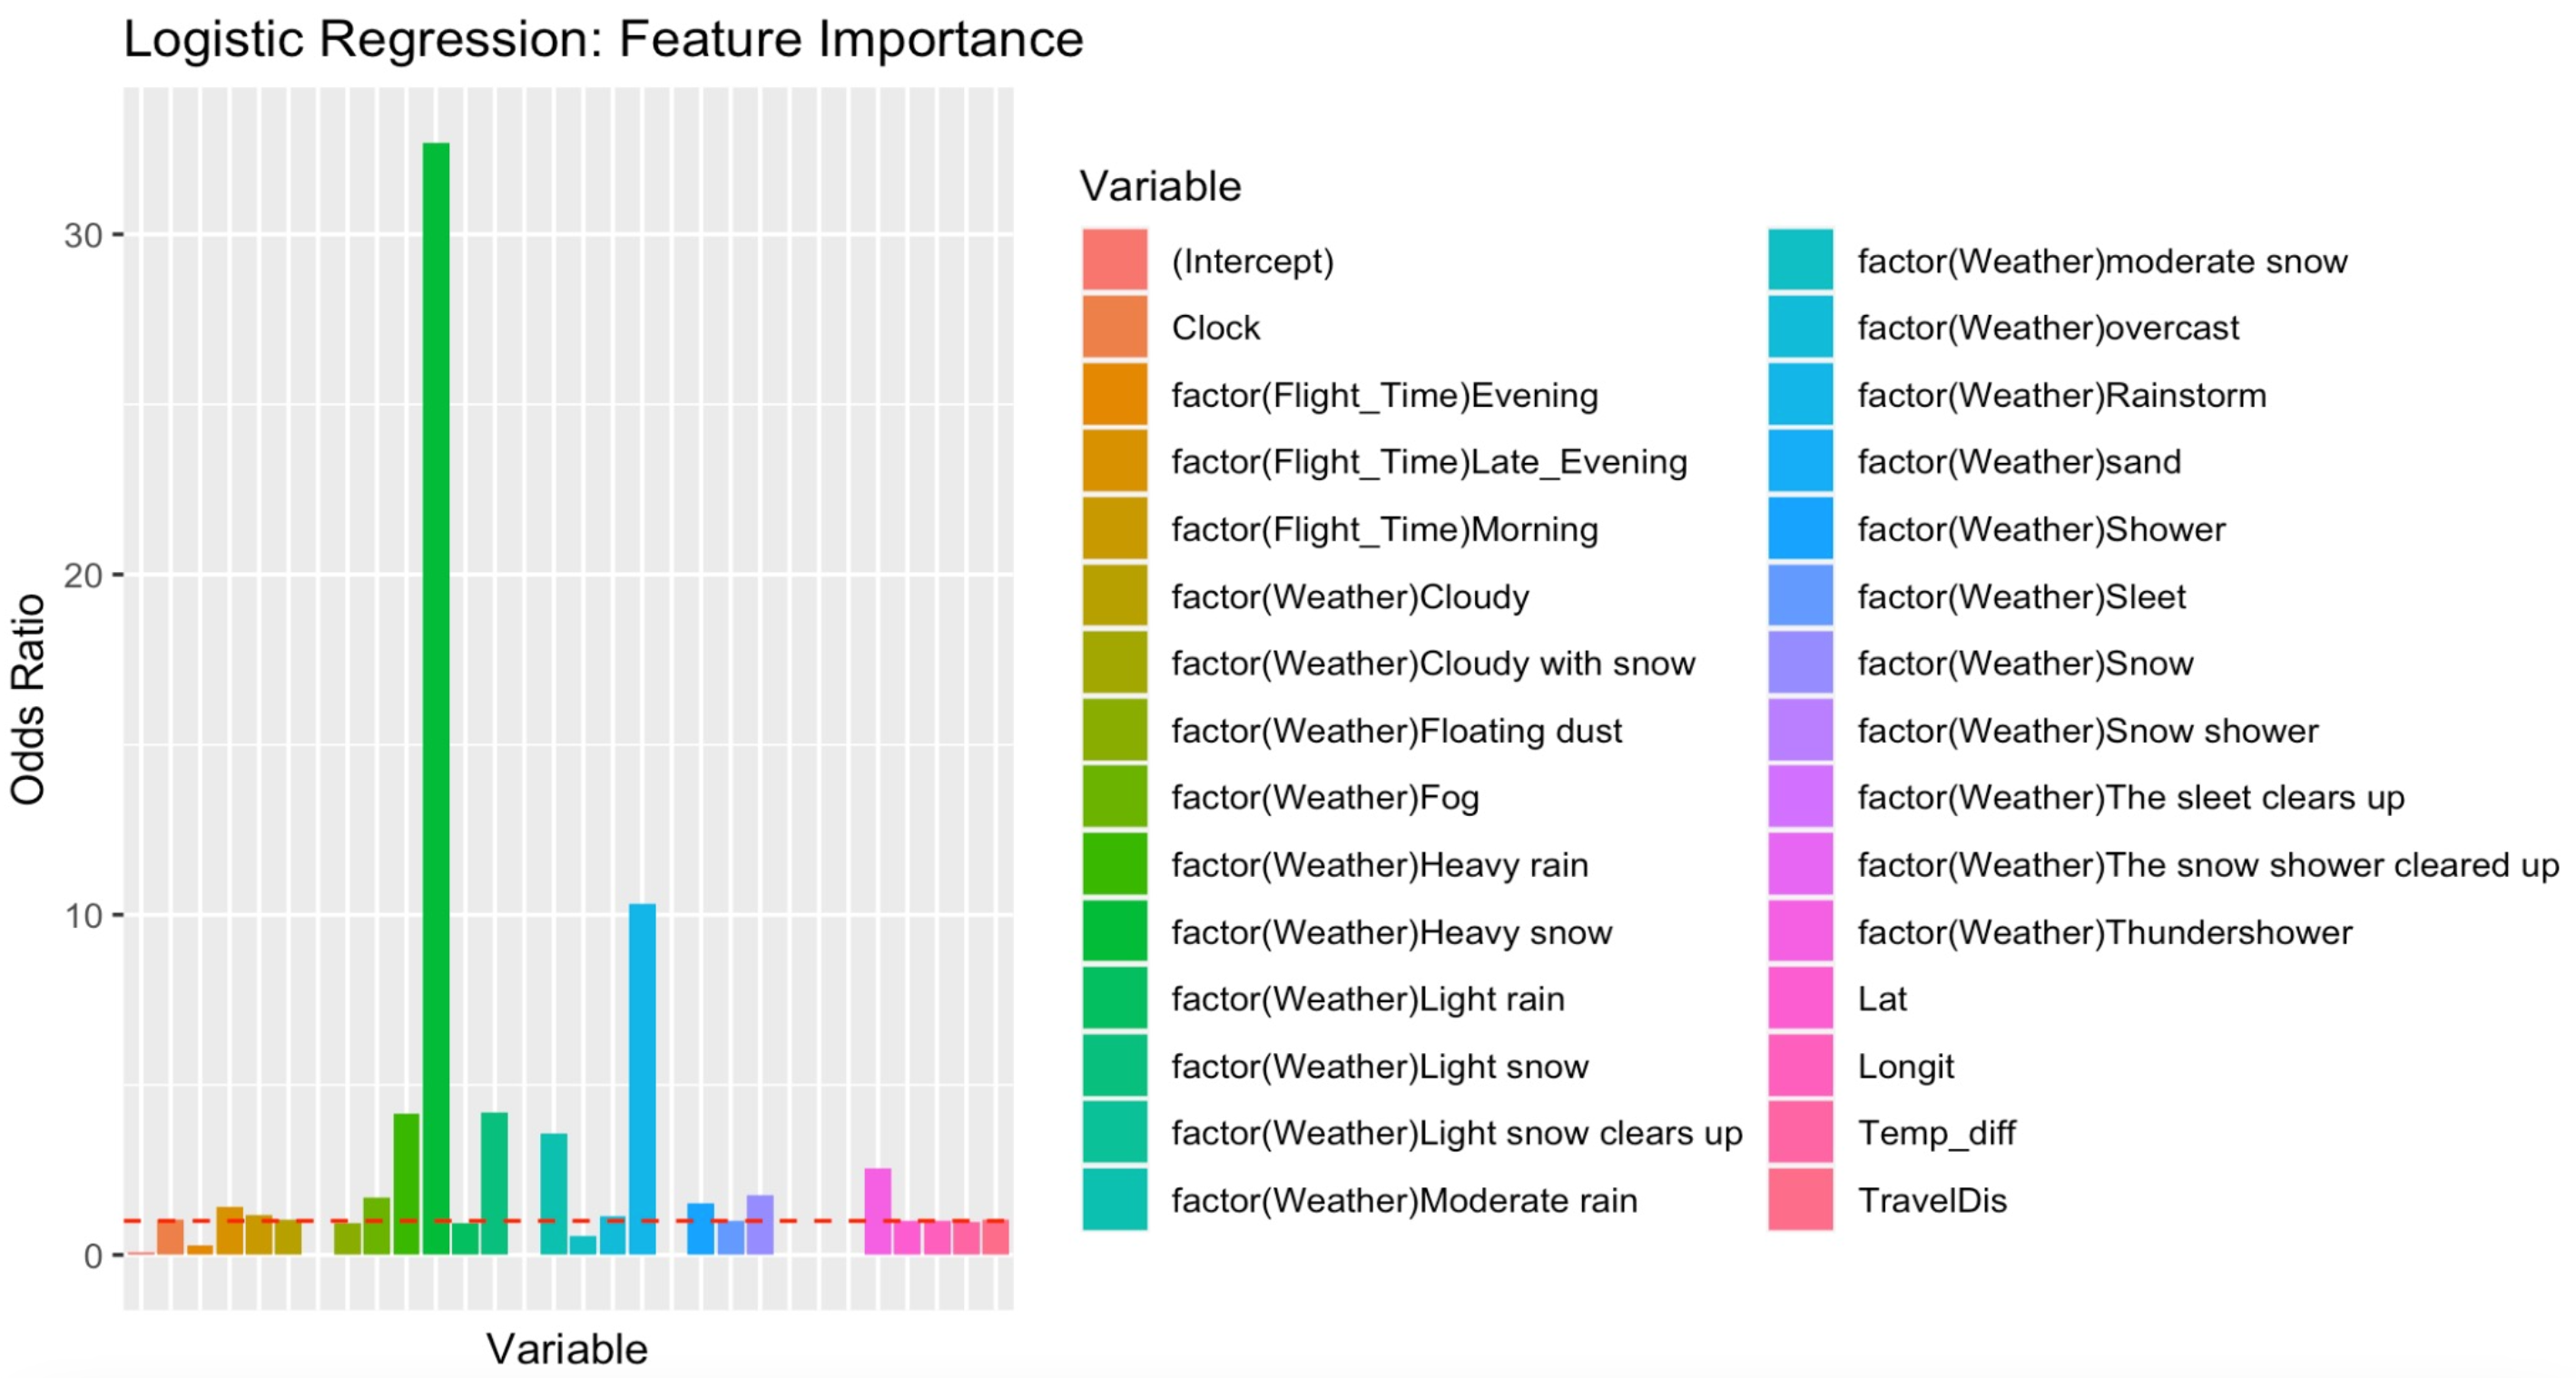 Logistic Regression: Feature Importance
Odds Ratio
30
20
10
0
Variable
Variable
(Intercept)
Clock
factor(Flight_Time)Evening
factor(Flight_Time)Late_Evening
factor(Flight_Time)Morning
factor(Weather)Cloudy
factor(Weather)Cloudy with snow
factor(Weather)Floating dust
factor(Weather)Fog
factor(Weather)Heavy rain
factor(Weather)Heavy snow
factor(Weather)Light rain
factor(Weather)Light snow
factor(Weather)Light snow clears up
factor(Weather)Moderate rain
factor(Weather)moderate snow
factor(Weather)overcast
factor(Weather)Rainstorm
factor(Weather)sand
factor(Weather)Shower
factor(Weather)Sleet
factor(Weather)Snow
factor(Weather)Snow shower
factor(Weather)The sleet clears up
factor(Weather)The snow shower cleared up
factor(Weather)Thundershower
Lat
Longit
Temp_diff
TravelDis